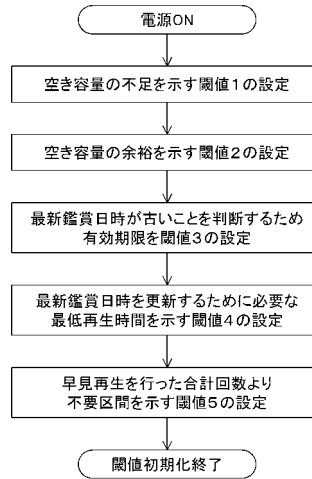 電源ON
空き容量の不足を示す閾値1の設定
空き容量の余裕を示す閾値2の設定
最新鑑賞日時が古いことを判断するため
有効期限を閾値3の設定
最新鑑賞日時を更新するために必要な
最低再生時間を示す閾値4の設定
早見再生を行った合計回数より
不要区間を示す閾値5の設定
閾値初期化終了